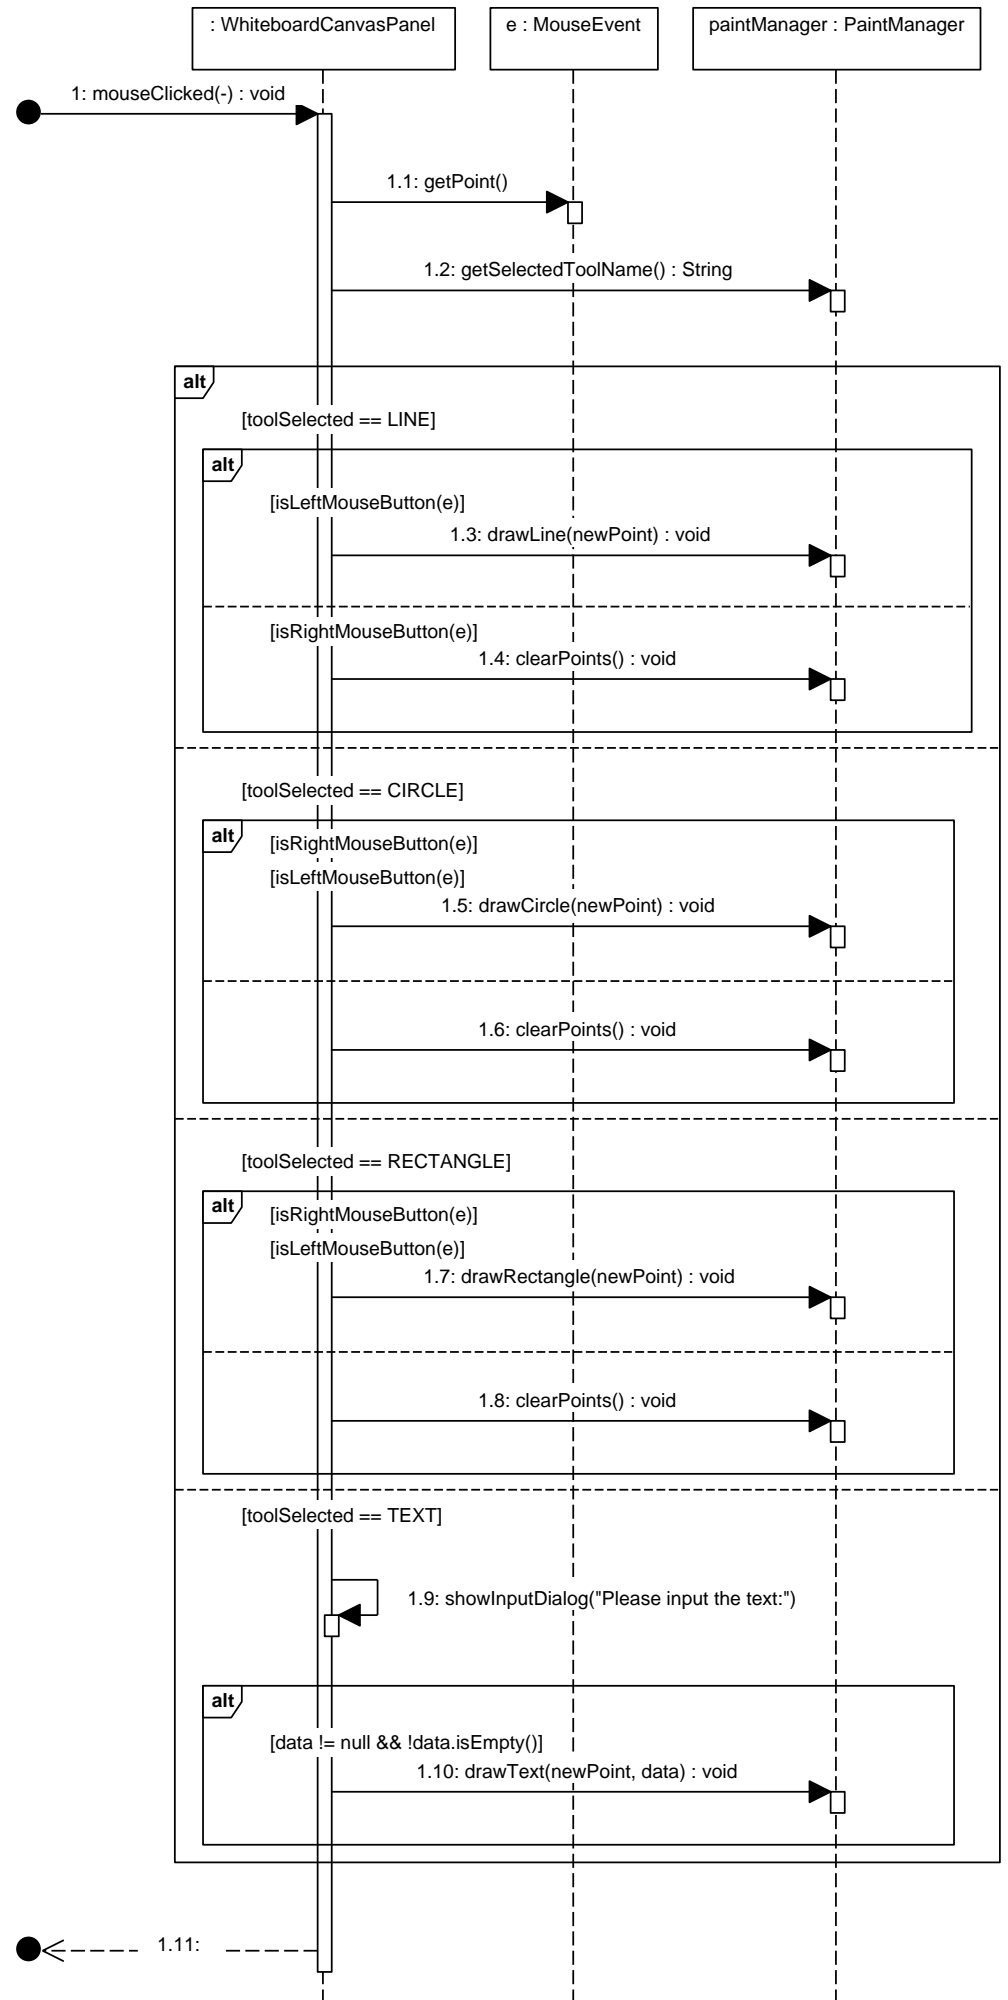 : WhiteboardCanvasPanel
e : MouseEvent
paintManager : PaintManager
1: mouseClicked(-) : void
1.1: getPoint()
1.2: getSelectedToolName() : String
alt
[toolSelected == LINE]
alt
[isLeftMouseButton(e)]
1.3: drawLine(newPoint) : void
[isRightMouseButton(e)]
1.4: clearPoints() : void
[toolSelected == CIRCLE]
alt
[isRightMouseButton(e)]
[isLeftMouseButton(e)]
1.5: drawCircle(newPoint) : void
1.6: clearPoints() : void
[toolSelected == RECTANGLE]
alt
[isRightMouseButton(e)]
[isLeftMouseButton(e)]
1.7: drawRectangle(newPoint) : void
1.8: clearPoints() : void
[toolSelected == TEXT]
1.9: showInputDialog("Please input the text:")
alt
[data != null && !data.isEmpty()]
1.10: drawText(newPoint, data) : void
1.11: